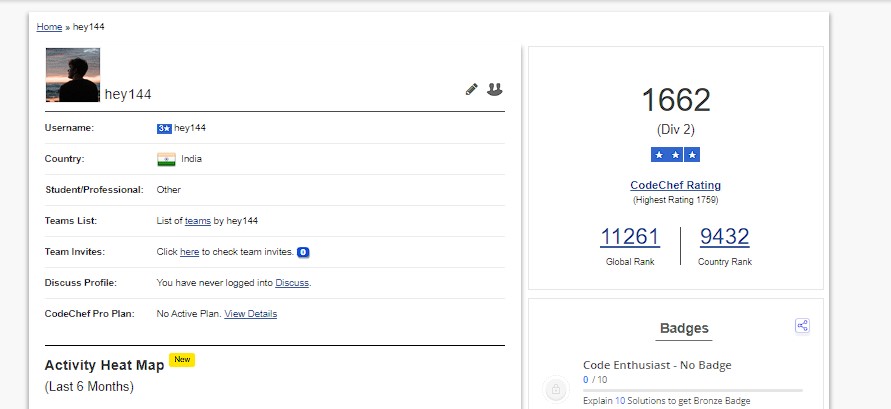 Home » hey144
hey144
Username: 3★ hey144
Country: India
Student/Professional: Other
Teams List: List of teams by hey144
Team Invites: Click here to check team invites. 0
Discuss Profile: You have never logged into Discuss.
CodeChef Pro Plan: No Active Plan. View Details
Activity Heat Map New
(Last 6 Months)
1662
(Div 2)
★ ★ ★
CodeChef Rating
(Highest Rating 1759)
11261 9432
Global Rank Country Rank
Badges
Code Enthusiast - No Badge
0 / 10
Explain 10 Solutions to get Bronze Badge